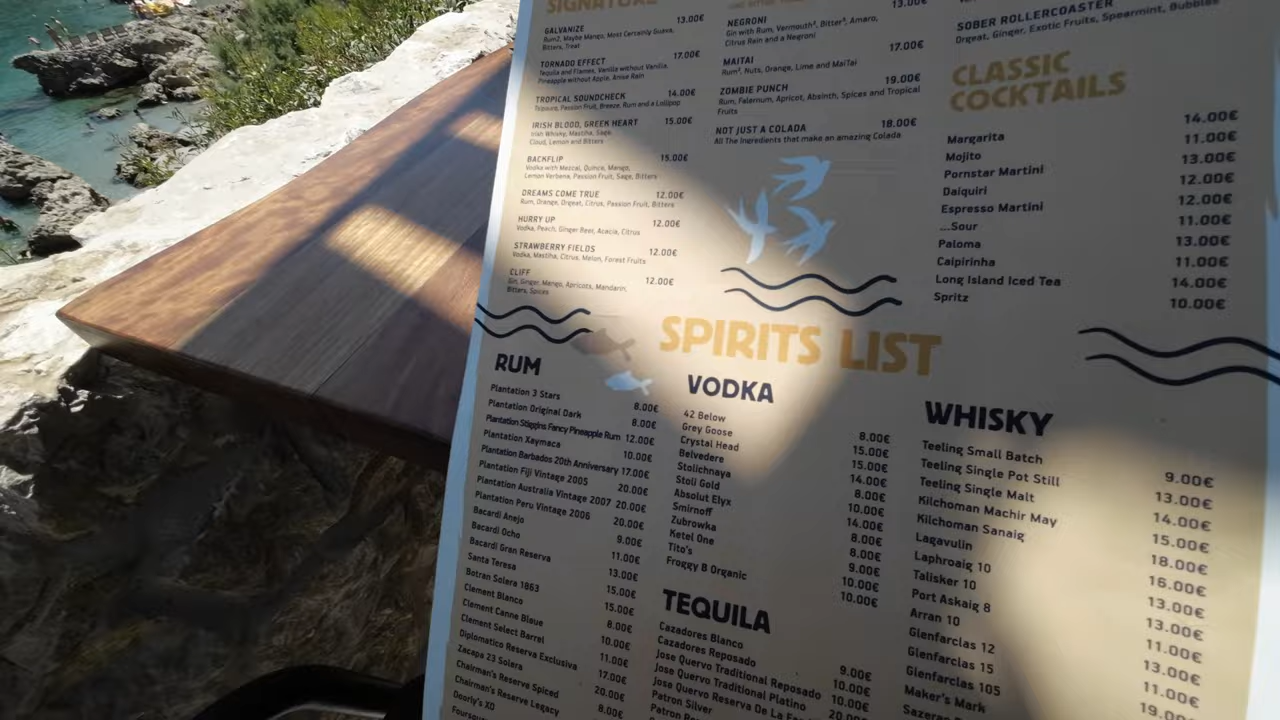 SIGNATURE
GALVANIZE 13.00€
Rum2, Maybe Mango, Most Certainly Guava,
Bitters, Treat
TORNADO EFFECT 17.00€
Tequila and Flames, Vanilla without Vanilla,
Pineapple without Apple, Anise Rain
TROPICAL SOUNDCHECK 14.00€
Passion Fruit, Breeze, Rum and a Lollipop
IRISH BLOOD, GREEK HEART 15.00€
Irish Whisky, Mastiha, Sage
Cloud, Lemon and Bitters
BACKFLIP 15.00€
Vodka with Mezcal, Quince, Mango,
Lemon Verbena, Passion Fruit, Sage, Bitters
DREAMS COME TRUE 12.00€
Rum, Orange, Orgeat, Citrus, Passion Fruit, Bitters
HURRY UP 12.00€
Vodka, Peach, Ginger Beer, Acacia, Citrus
STRAWBERRY FIELDS 12.00€
Vodka, Mastiha, Citrus, Melon, Forest Fruits
CLIFF 12.00€
Gin, Ginger, Mango, Apricots, Mandarin,
Bitters, Spices
NEGRONI 13.00€
Gin with Rum, Vermouth³, Bitter³, Amaro,
Citrus Rain and a Negroni
MAITAI 17.00€
Rum², Nuts, Orange, Lime and MaiTai
ZOMBIE PUNCH 19.00€
Rum, Falernum, Apricot, Absinth, Spices and Tropical
Fruits
NOT JUST A COLADA 18.00€
All The Ingredients that make an amazing Colada
SOBER ROLLERCOASTER
Orgeat, Ginger, Exotic Fruits, Spearmint, Bubbles
CLASSIC
COCKTAILS
Margarita 14.00€
Mojito 11.00€
Pornstar Martini 13.00€
Daiquiri 12.00€
Espresso Martini 12.00€
...Sour 11.00€
Paloma 13.00€
Caipirinha 11.00€
Long Island Iced Tea 14.00€
Spritz 10.00€
SPIRITS LIST
RUM
Plantation 3 Stars 8.00€
Plantation Original Dark 8.00€
Plantation Stiggins Fancy Pineapple Rum 12.00€
Plantation Xaymaca 10.00€
Plantation Barbados 20th Anniversary 17.00€
Plantation Fiji Vintage 2005 20.00€
Plantation Australia Vintage 2007 20.00€
Plantation Peru Vintage 2006 20.00€
Bacardi Anejo 9.00€
Bacardi Ocho 11.00€
Bacardi Gran Reserva 13.00€
Santa Teresa 15.00€
Botran Solera 1863 15.00€
Clement Blanco 8.00€
Clement Canne Bleue 10.00€
Clement Select Barrel 11.00€
Diplomatico Reserva Exclusiva 17.00€
Zacapa 23 Solera 20.00€
Chairman's Reserve Spiced 8.00€
Chairman's Reserve Legacy
Doorly's XO
VODKA
42 Below 8.00€
Grey Goose 15.00€
Crystal Head 15.00€
Belvedere 14.00€
Stolichnaya 8.00€
Stoli Gold 10.00€
Absolut Elyx 14.00€
Smirnoff 8.00€
Zubrowka 8.00€
Ketel One 9.00€
Tito's 10.00€
Froggy B Organic 10.00€
TEQUILA
Cazadores Blanco 9.00€
Cazadores Reposado 10.00€
Jose Quervo Traditional Reposado 10.00€
Jose Quervo Traditional Platino
Jose Quervo Reserva De La
Patron Silver
Patron
WHISKY
Teeling Small Batch 9.00€
Teeling Single Pot Still 13.00€
Teeling Single Malt 14.00€
Kilchoman Machir May 15.00€
Kilchoman Sanaig 18.00€
Lagavulin 16.00€
Laphroaig 10 13.00€
Talisker 10 13.00€
Port Askaig 8 11.00€
Arran 10 13.00€
Glenfarclas 12 11.00€
Glenfarclas 15
Glenfarclas 105
Maker's Mark